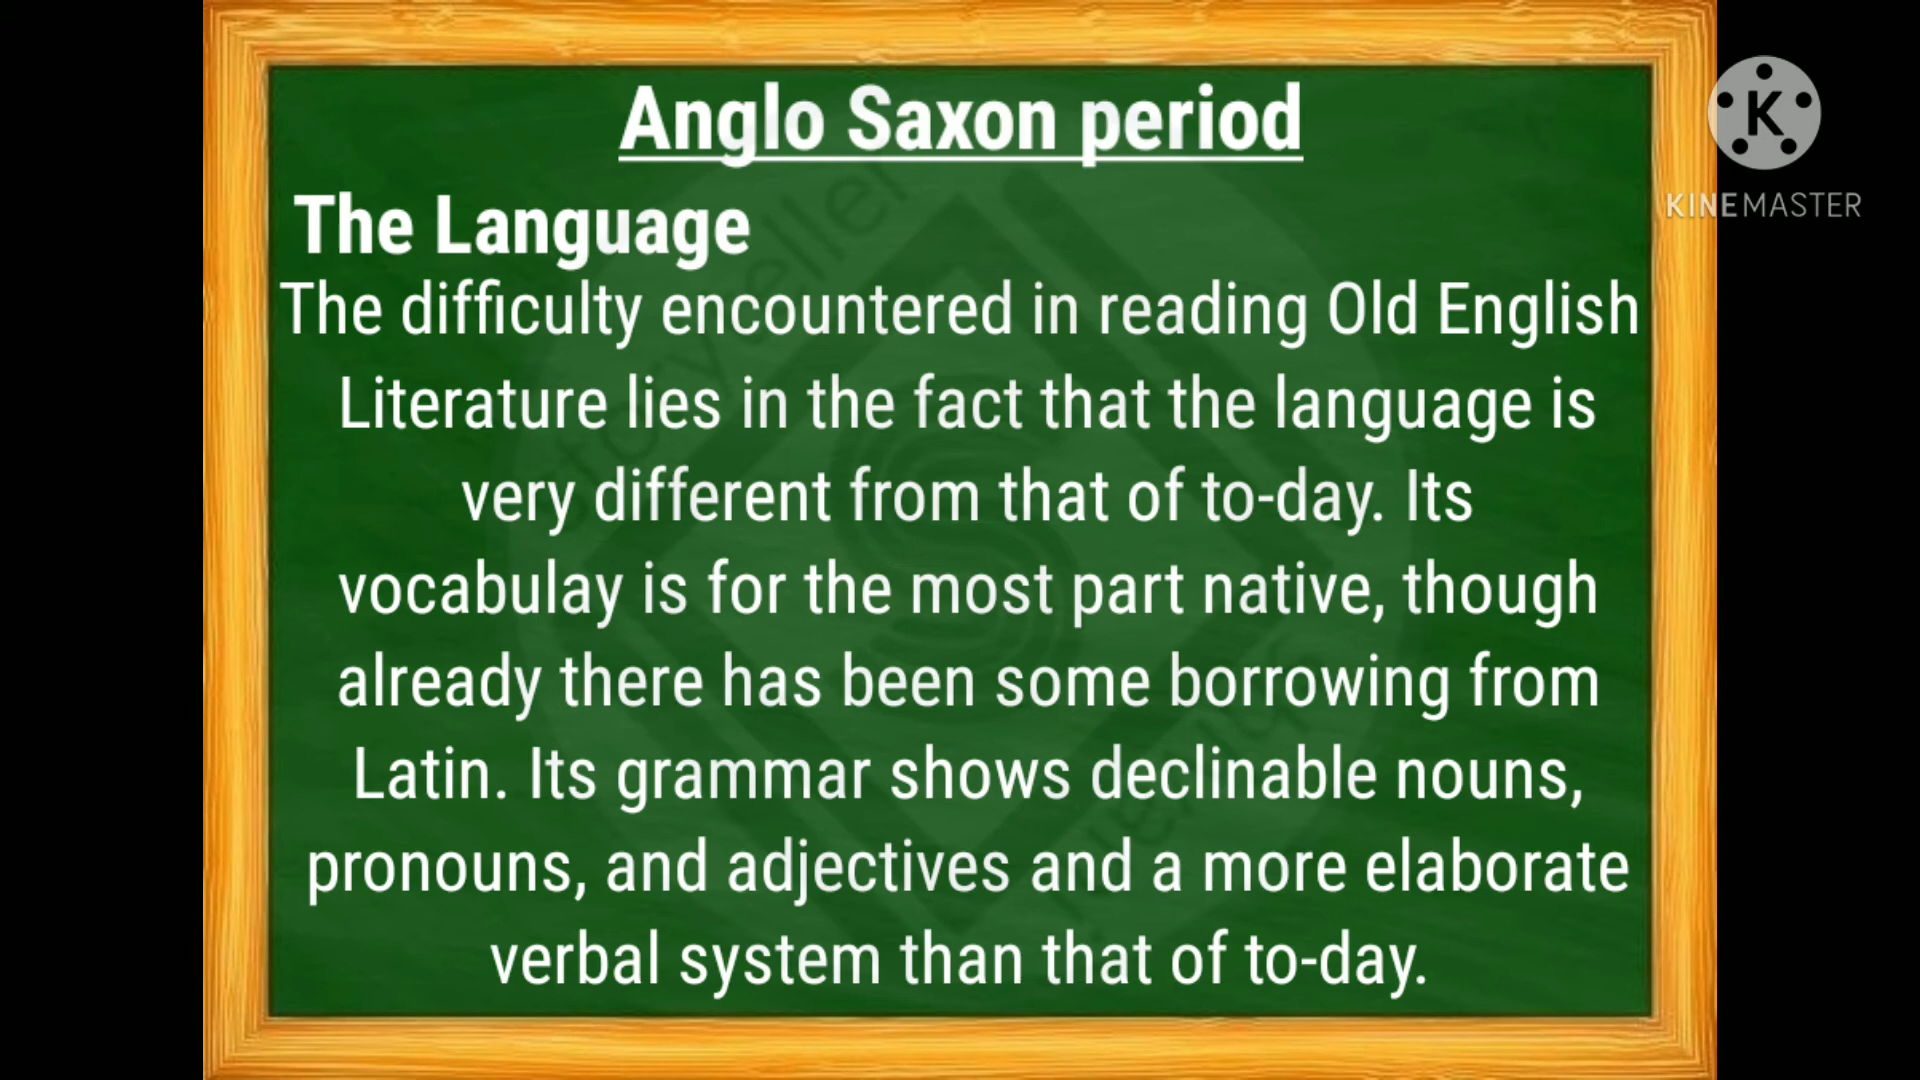 Anglo Saxon period
K
KINEMASTER
The Language
The difficulty encountered in reading Old English
Literature lies in the fact that the language is
very different from that of to-day. Its
vocabulay is for the most part native, though
already there has been some borrowing from
Latin. Its grammar shows declinable nouns,
pronouns, and adjectives and a more elaborate
verbal system than that of to-day.